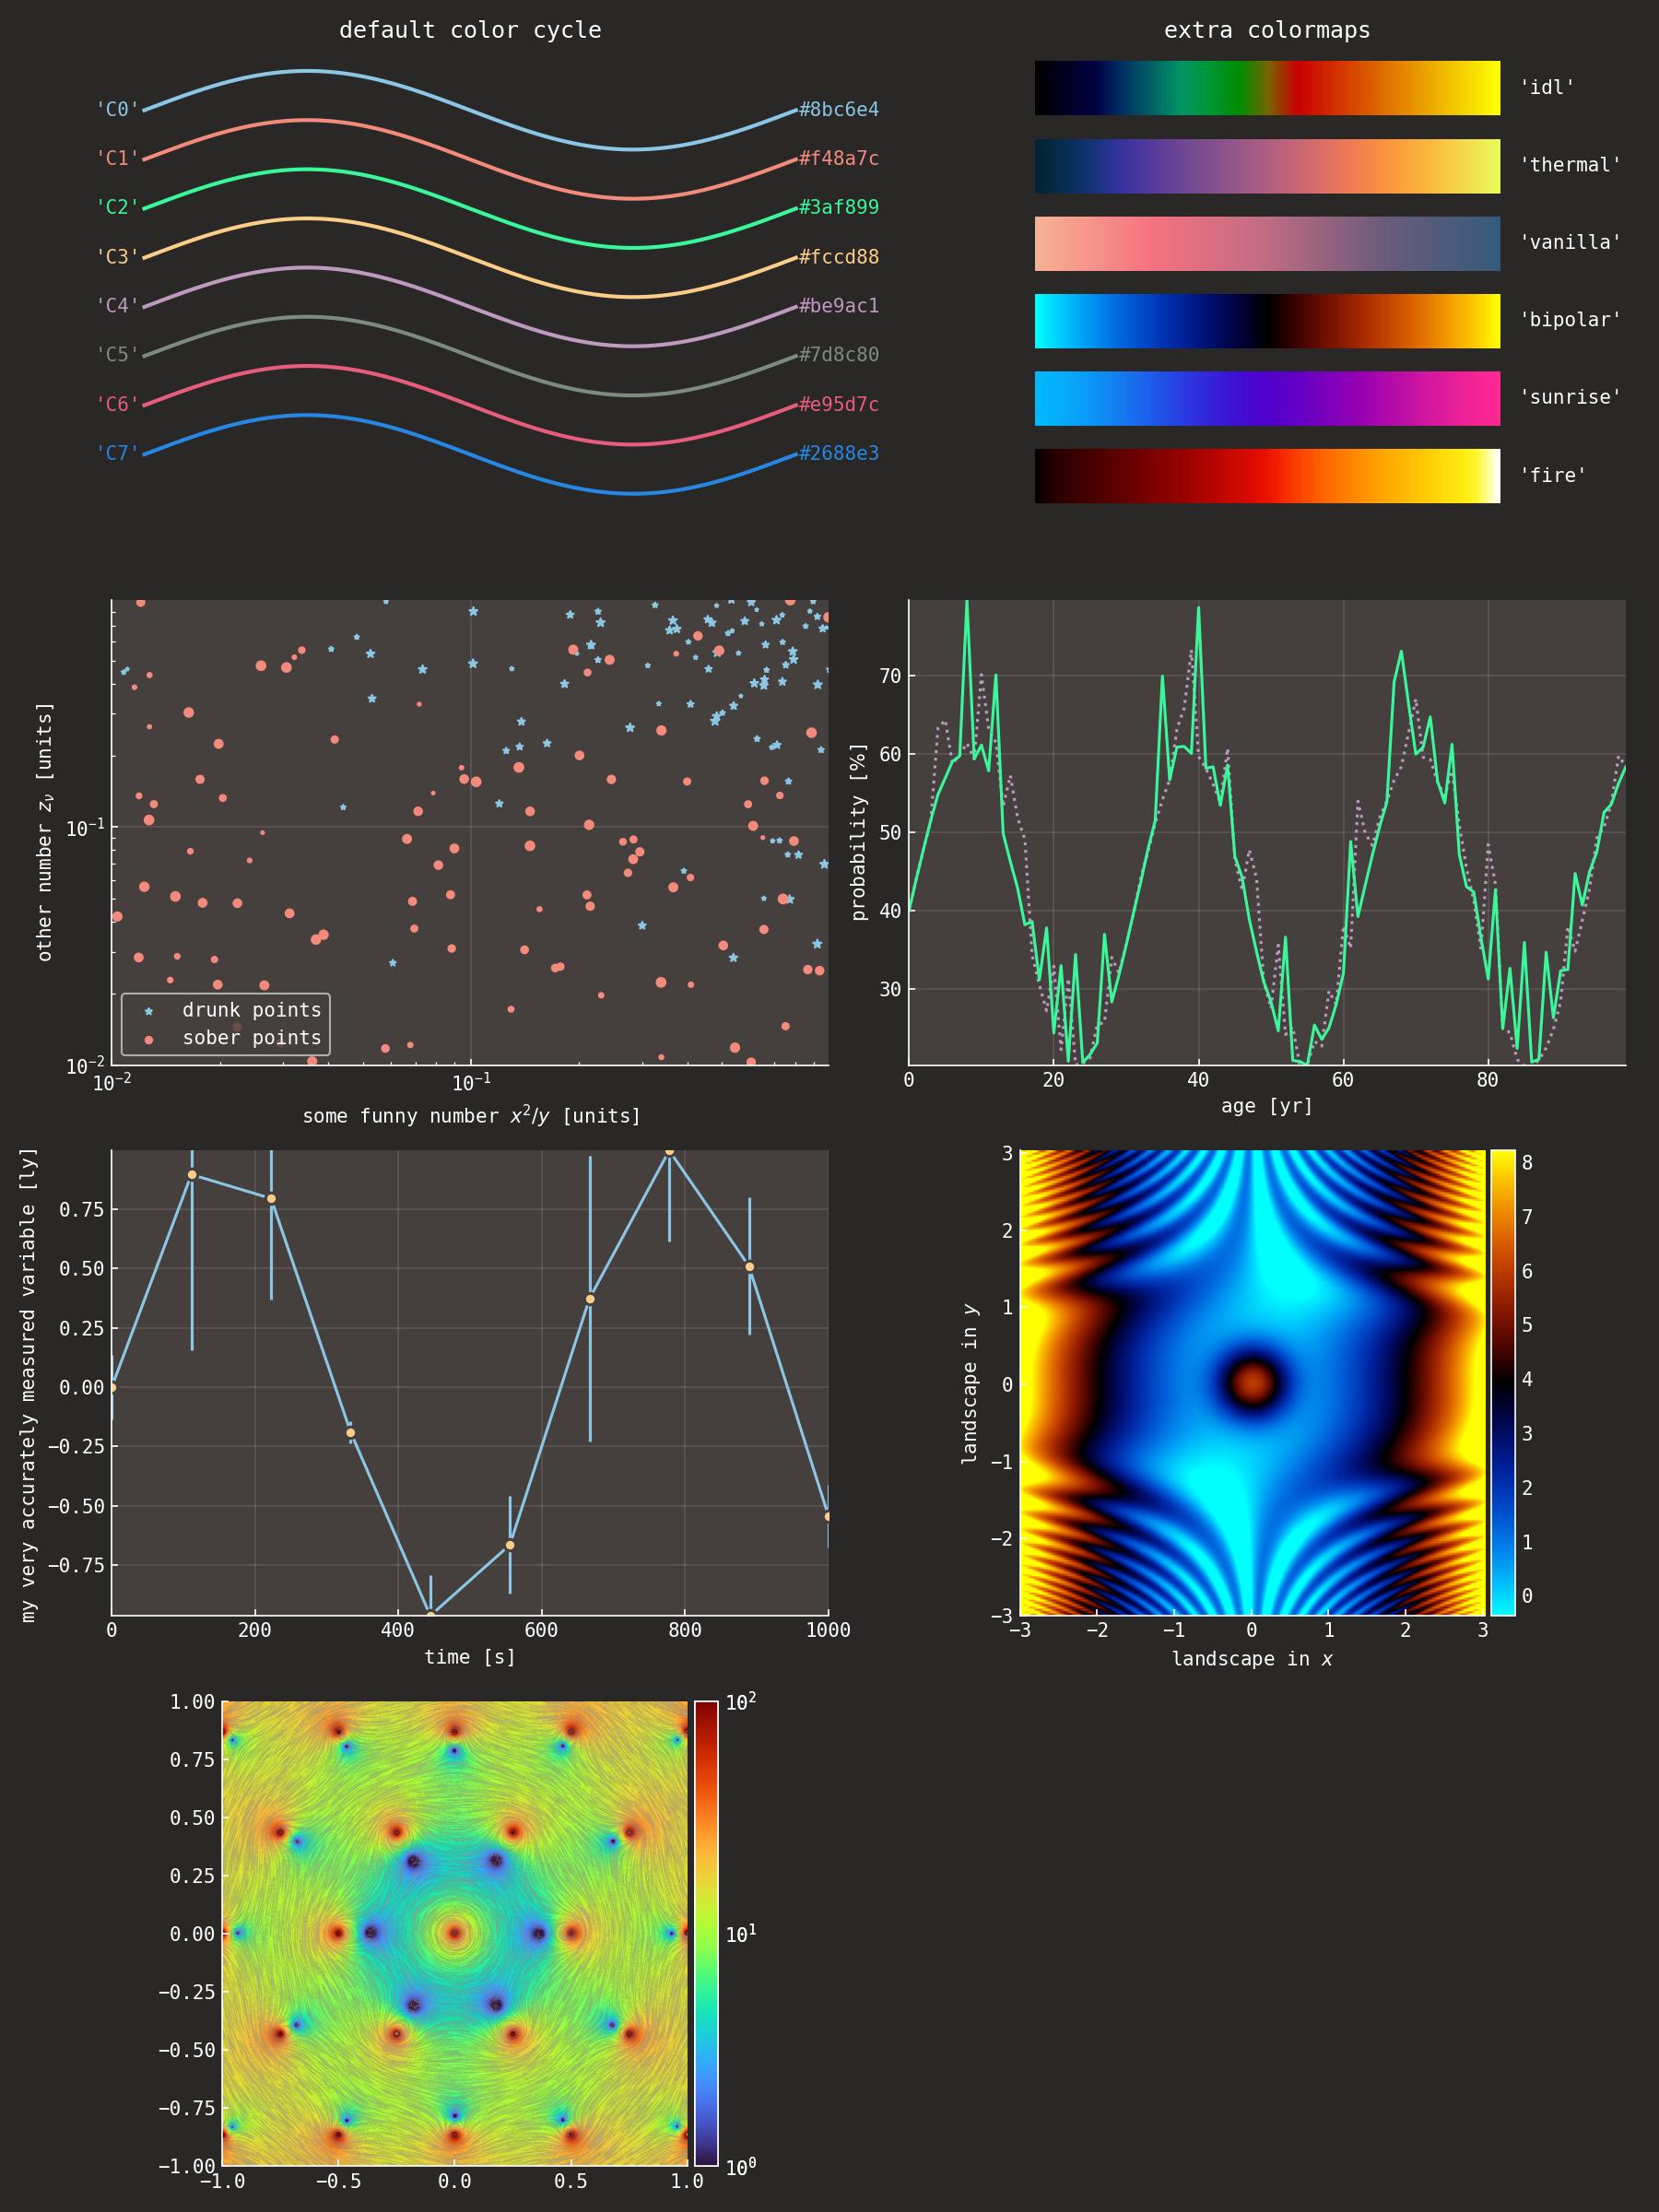 default color cycle
'C0' #8bc6e4
'C1' #f48a7c
'C2' #3af899
'C3' #fccd88
'C4' #be9ac1
'C5' #7d8c80
'C6' #e95d7c
'C7' #2688e3
extra colormaps
'idl'
'thermal'
'vanilla'
'bipolar'
'sunrise'
'fire'
other number z_ν [units]
10⁻¹
10⁻²
drunk points
sober points
10⁻² 10⁻¹
some funny number x²/y [units]
probability [%]
70
60
50
40
30
0 20 40 60 80
age [yr]
my very accurately measured variable [ly]
0.75
0.50
0.25
0.00
−0.25
−0.50
−0.75
0 200 400 600 800 1000
time [s]
landscape in y
3
2
1
0
−1
−2
−3
−3 −2 −1 0 1 2 3
landscape in x
8
7
6
5
4
3
2
1
0
1.00
0.75
0.50
0.25
0.00
−0.25
−0.50
−0.75
−1.00
−1.0 −0.5 0.0 0.5 1.0
10²
10¹
10⁰